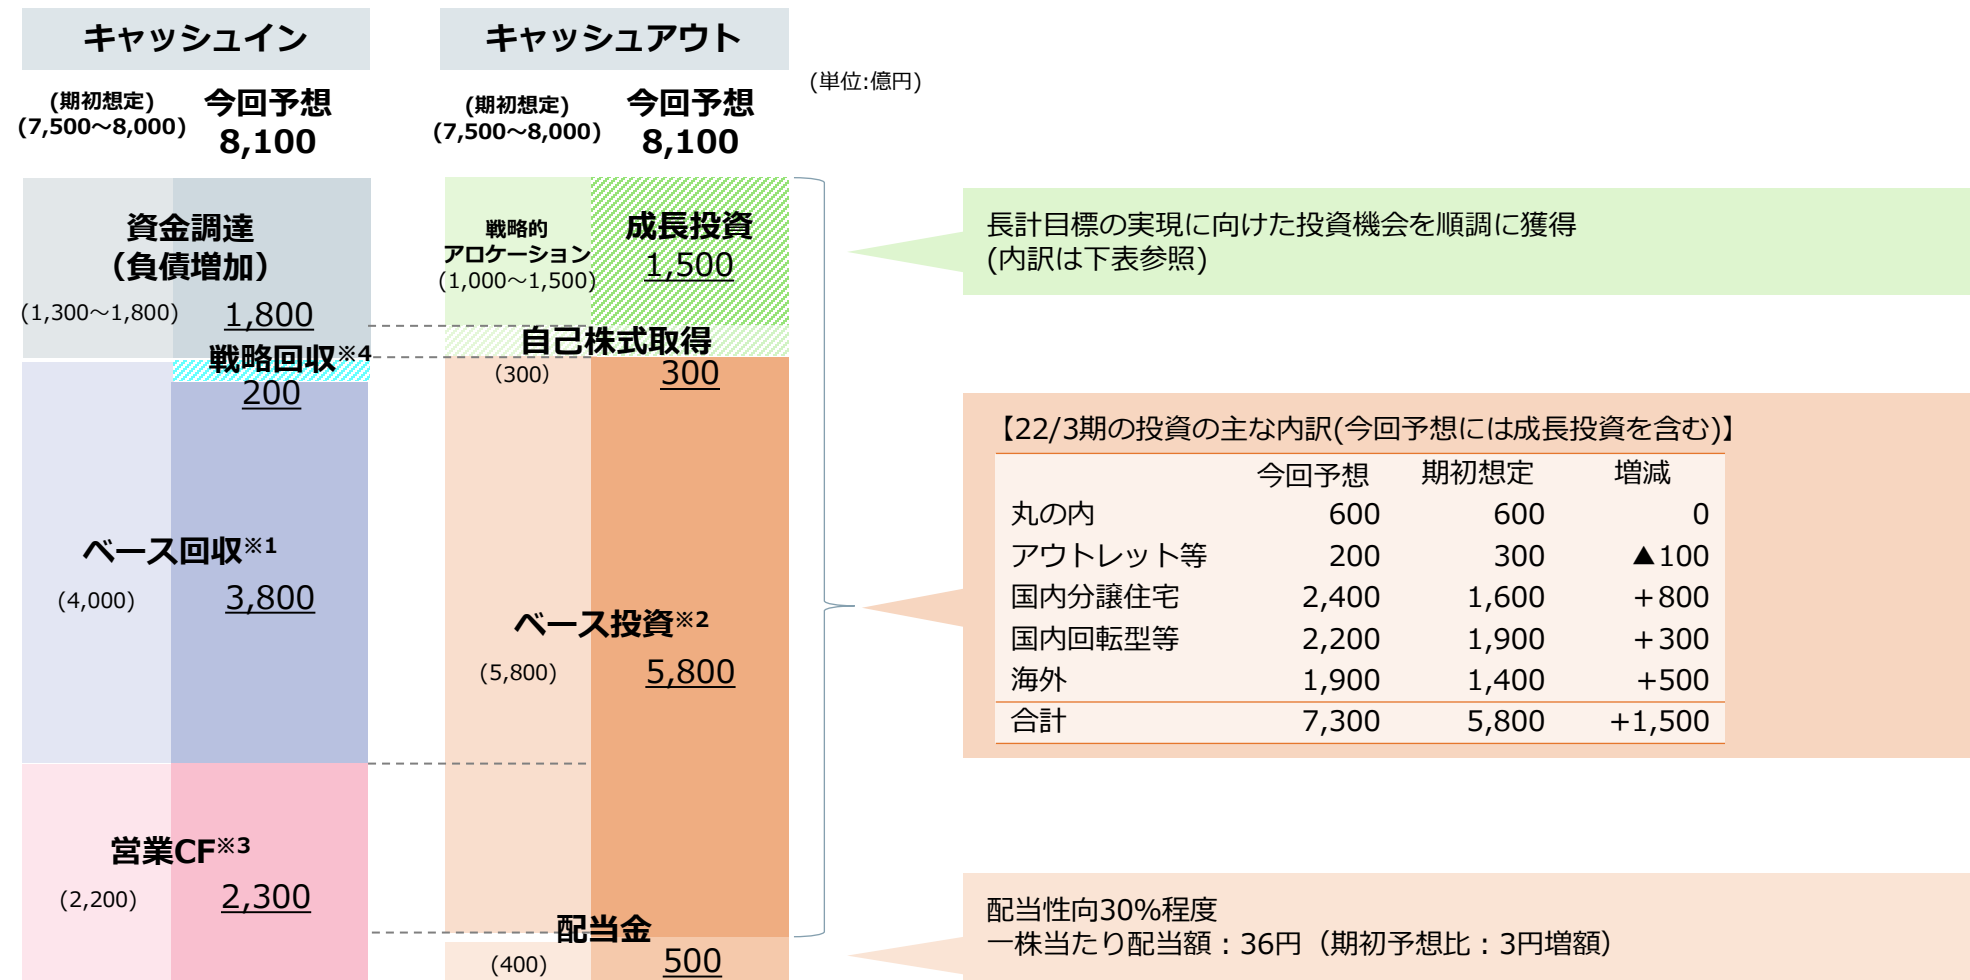 キャッシュイン
キャッシュアウト
(単位:億円)
(期初想定)
(7,500～8,000)
今回予想
8,100
(期初想定)
(7,500～8,000)
今回予想
8,100
資金調達
（負債増加）
(1,300～1,800)
1,800
戦略回収※4
200
ベース回収※1
(4,000)
3,800
営業CF※3
(2,200)
2,300
戦略的
アロケーション
(1,000～1,500)
成長投資
1,500
自己株式取得
(300)
300
ベース投資※2
(5,800)
5,800
配当金
(400)
500
長計目標の実現に向けた投資機会を順調に獲得
(内訳は下表参照)
【22/3期の投資の主な内訳(今回予想には成長投資を含む)】
今回予想 期初想定 増減
丸の内 600 600 0
アウトレット等 200 300 ▲100
国内分譲住宅 2,400 1,600 ＋800
国内回転型等 2,200 1,900 ＋300
海外 1,900 1,400 +500
合計 7,300 5,800 +1,500
配当性向30%程度
一株当たり配当額：36円（期初予想比：3円増額）